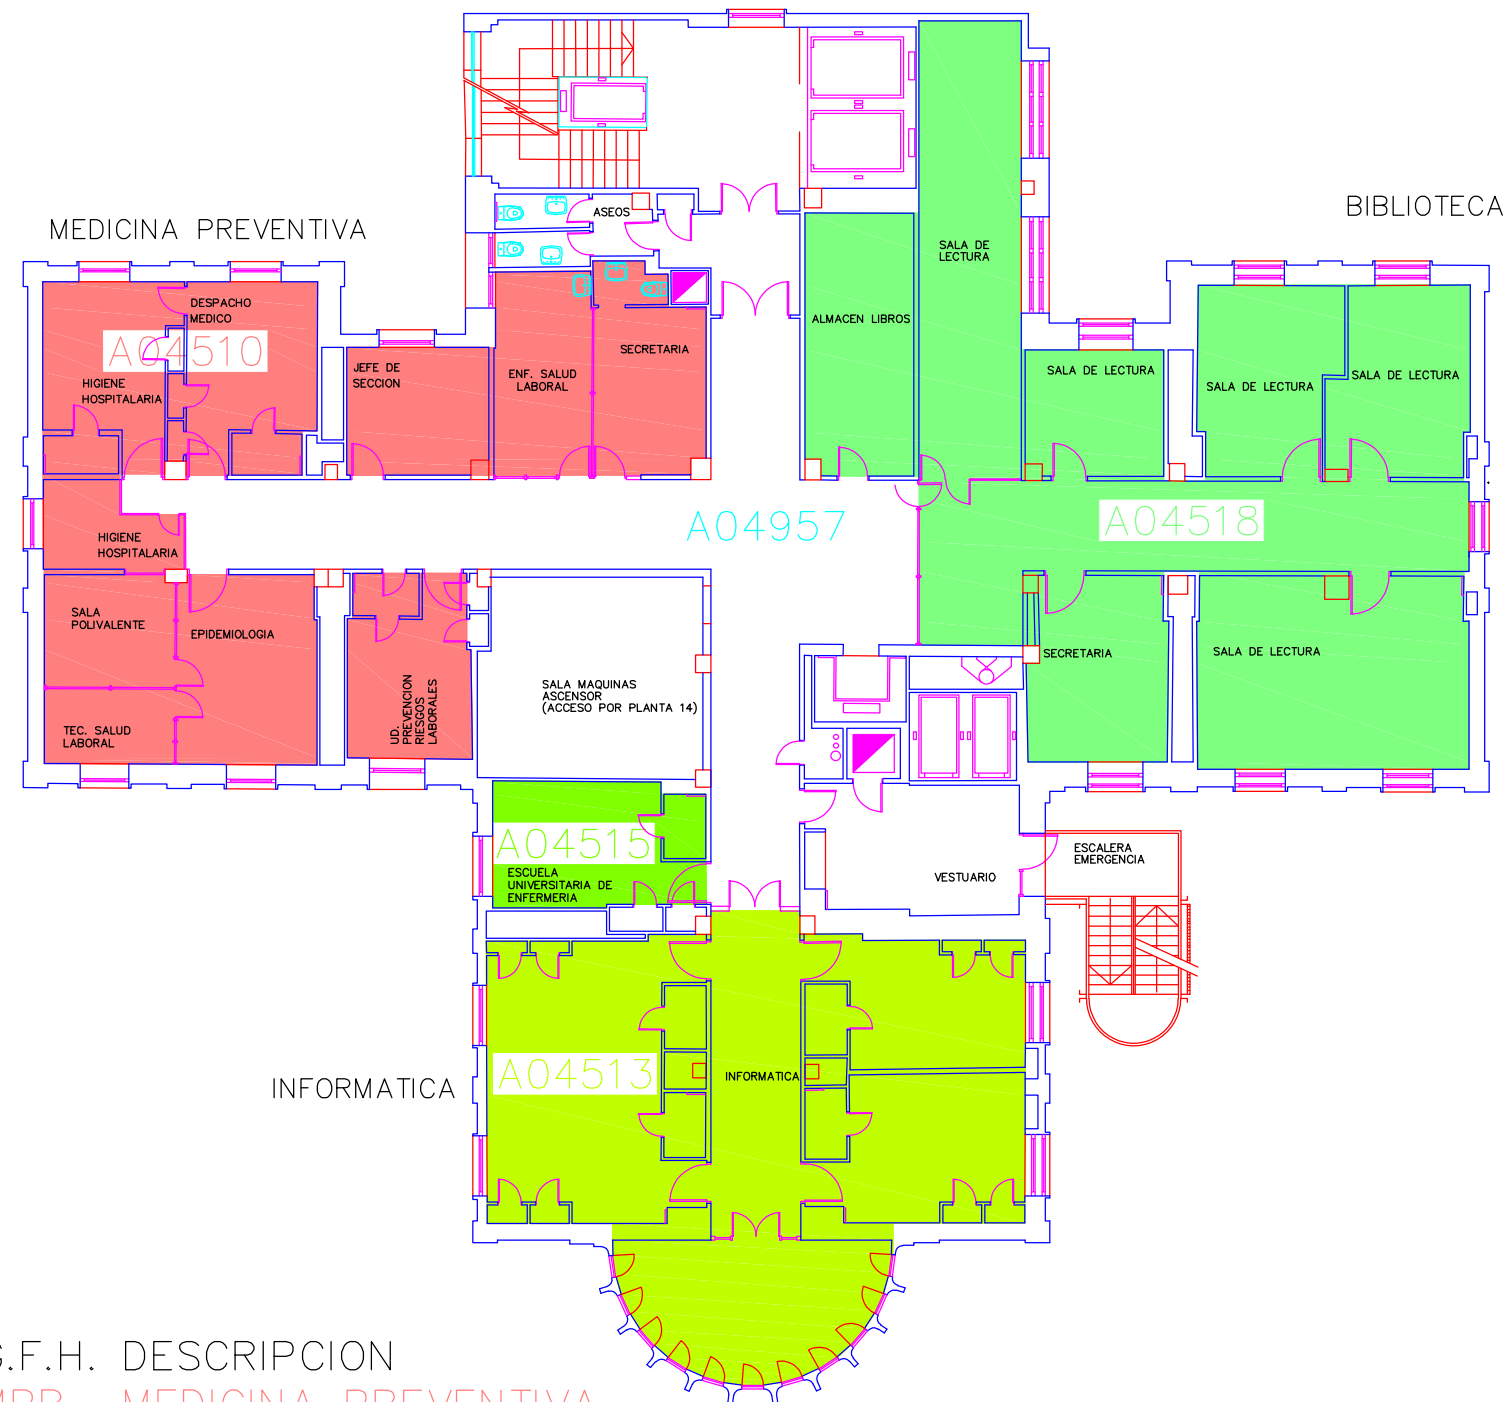 ASEOS
BIBLIOTECA
MEDICINA PREVENTIVA
SALA DE
LECTURA
DESPACHO
MEDICO
A04510
HIGIENE
HOSPITALARIA
JEFE DE
SECCION
ENF. SALUD
LABORAL
SECRETARIA
ALMACEN LIBROS
SALA DE LECTURA
SALA DE LECTURA
SALA DE LECTURA
A04957
A04518
HIGIENE
HOSPITALARIA
SALA
POLIVALENTE
EPIDEMIOLOGIA
TEC. SALUD
LABORAL
UD.
PREVENCION
RIESGOS
LABORALES
SALA MAQUINAS
ASCENSOR
(ACCESO POR PLANTA 14)
SECRETARIA
SALA DE LECTURA
A04515
ESCUELA
UNIVERSITARIA DE
ENFERMERIA
VESTUARIO
ESCALERA
EMERGENCIA
INFORMATICA
A04513
INFORMATICA
G.F.H. DESCRIPCION
MPR MEDICINA PREVENTIVA